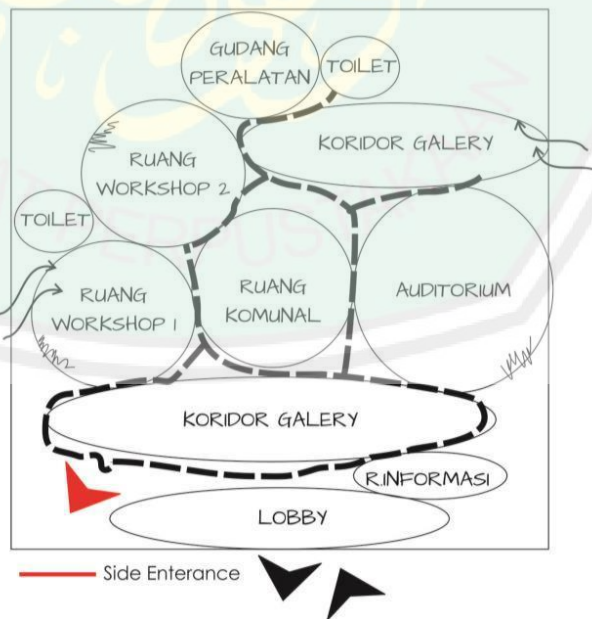 GUDANG
PERALATAN
TOILET
KORIDOR GALERY
RUANG
WORKSHOP 2
TOILET
RUANG
WORKSHOP 1
RUANG
KOMUNAL
AUDITORIUM
KORIDOR GALERY
R.INFORMASI
LOBBY
Side Enterance
PERPUSTAKAAN